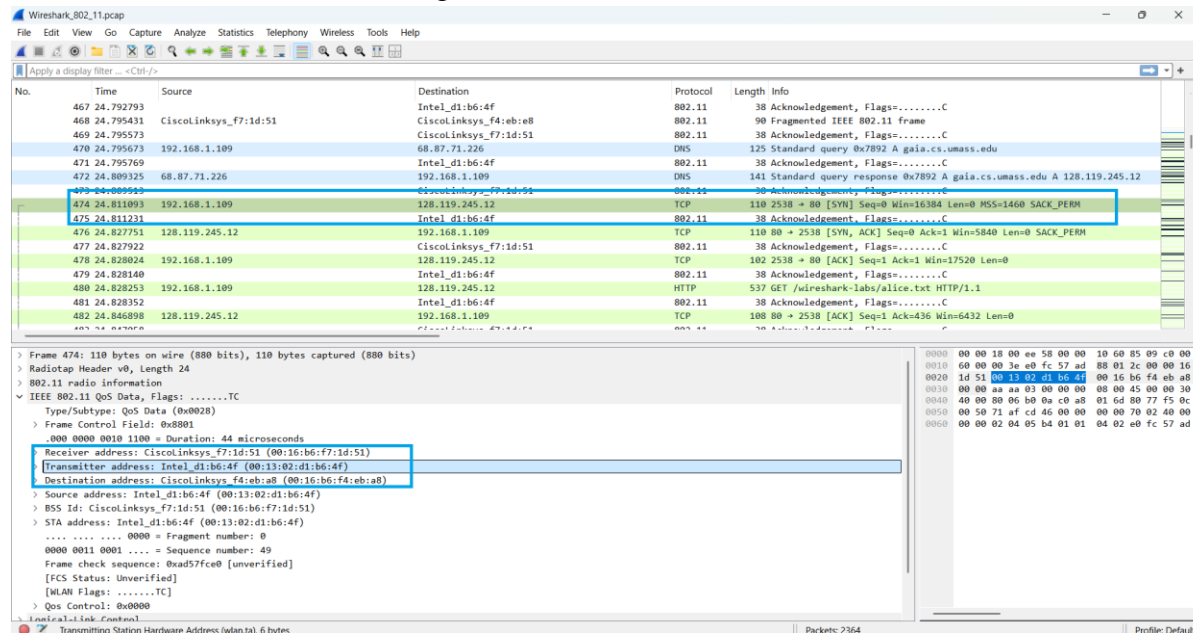 Wireshark_802_11.pcap
File Edit View Go Capture Analyze Statistics Telephony Wireless Tools Help
Apply a display filter ... <Ctrl-/>
No. Time Source Destination Protocol Length Info
467 24.792793 Intel_d1:b6:4f 802.11 38 Acknowledgement, Flags=........C
468 24.795431 CiscoLinksys_f7:1d:51 CiscoLinksys_f4:eb:e8 802.11 90 Fragmented IEEE 802.11 frame
469 24.795573 CiscoLinksys_f7:1d:51 802.11 38 Acknowledgement, Flags=........C
470 24.795673 192.168.1.109 68.87.71.226 DNS 125 Standard query 0x7892 A gaia.cs.umass.edu
471 24.795769 Intel_d1:b6:4f 802.11 38 Acknowledgement, Flags=........C
472 24.809325 68.87.71.226 192.168.1.109 DNS 141 Standard query response 0x7892 A gaia.cs.umass.edu A 128.119.245.12
473 24.809513 CiscoLinksys_f7:1d:51 802.11 38 Acknowledgement, Flags=........C
474 24.811093 192.168.1.109 128.119.245.12 TCP 110 2538 → 80 [SYN] Seq=0 Win=16384 Len=0 MSS=1460 SACK_PERM
475 24.811231 Intel_d1:b6:4f 802.11 38 Acknowledgement, Flags=........C
476 24.827751 128.119.245.12 192.168.1.109 TCP 110 80 → 2538 [SYN, ACK] Seq=0 Ack=1 Win=5840 Len=0 SACK_PERM
477 24.827922 CiscoLinksys_f7:1d:51 802.11 38 Acknowledgement, Flags=........C
478 24.828024 192.168.1.109 128.119.245.12 TCP 102 2538 → 80 [ACK] Seq=1 Ack=1 Win=17520 Len=0
479 24.828140 Intel_d1:b6:4f 802.11 38 Acknowledgement, Flags=........C
480 24.828253 192.168.1.109 128.119.245.12 HTTP 537 GET /wireshark-labs/alice.txt HTTP/1.1
481 24.828352 Intel_d1:b6:4f 802.11 38 Acknowledgement, Flags=........C
482 24.846898 128.119.245.12 192.168.1.109 TCP 108 80 → 2538 [ACK] Seq=1 Ack=436 Win=6432 Len=0
Frame 474: 110 bytes on wire (880 bits), 110 bytes captured (880 bits)
Radiotap Header v0, Length 24
802.11 radio information
IEEE 802.11 QoS Data, Flags: .......TC
Type/Subtype: QoS Data (0x0028)
Frame Control Field: 0x8801
.000 0000 0010 1100 = Duration: 44 microseconds
Receiver address: CiscoLinksys_f7:1d:51 (00:16:b6:f7:1d:51)
Transmitter address: Intel_d1:b6:4f (00:13:02:d1:b6:4f)
Destination address: CiscoLinksys_f4:eb:a8 (00:16:b6:f4:eb:a8)
Source address: Intel_d1:b6:4f (00:13:02:d1:b6:4f)
BSS Id: CiscoLinksys_f7:1d:51 (00:16:b6:f7:1d:51)
STA address: Intel_d1:b6:4f (00:13:02:d1:b6:4f)
.... .... .... 0000 = Fragment number: 0
0000 0011 0001 .... = Sequence number: 49
Frame check sequence: 0xad57fce0 [unverified]
[FCS Status: Unverified]
[WLAN Flags: .......TC]
Qos Control: 0x0000
Logical-Link Control
0000 00 00 18 00 ee 58 00 00 10 60 85 09 c0 00
0010 60 00 00 3e e0 fc 57 ad 88 01 2c 00 00 16
0020 1d 51 00 13 02 d1 b6 4f 00 16 b6 f4 eb a8
0030 00 00 aa aa 03 00 00 00 08 00 45 00 00 30
0040 40 00 80 06 b0 0a c0 a8 01 6d 80 77 f5 0c
0050 00 50 71 af cd 46 00 00 00 00 70 02 40 00
0060 00 00 02 04 05 b4 01 01 04 02 e0 fc 57 ad
Transmitting Station Hardware Address (wlan.ta), 6 bytes Packets: 2364 Profile: Defaul